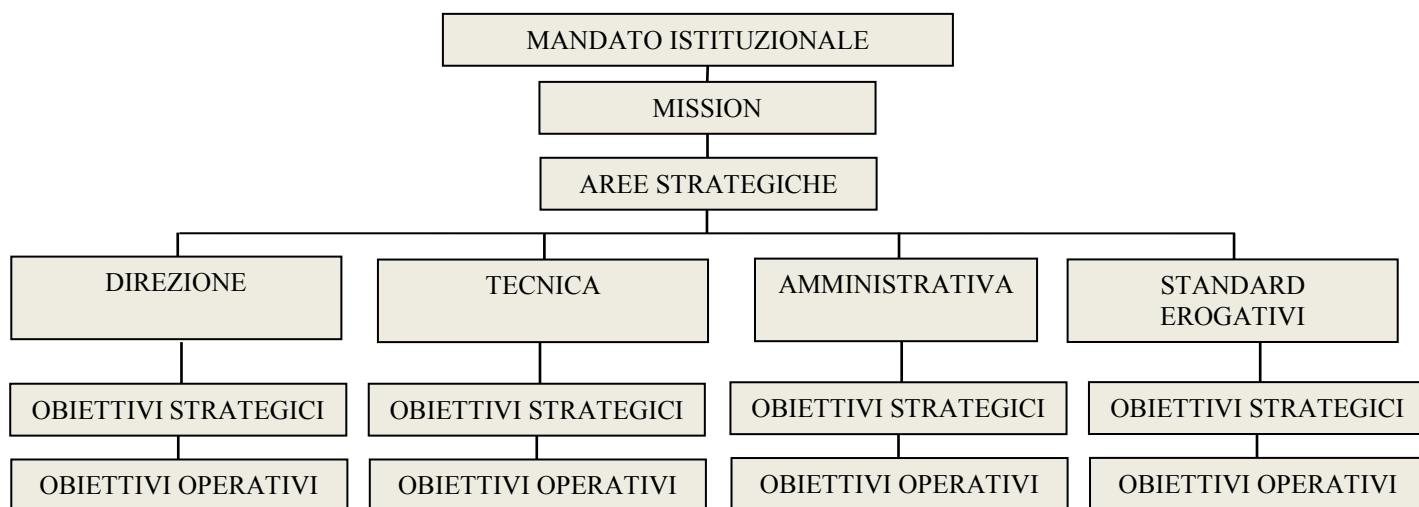 MANDATO ISTITUZIONALE
MISSION
AREE STRATEGICHE
DIREZIONE
TECNICA
AMMINISTRATIVA
STANDARD
EROGATIVI
OBIETTIVI STRATEGICI
OBIETTIVI STRATEGICI
OBIETTIVI STRATEGICI
OBIETTIVI STRATEGICI
OBIETTIVI OPERATIVI
OBIETTIVI OPERATIVI
OBIETTIVI OPERATIVI
OBIETTIVI OPERATIVI